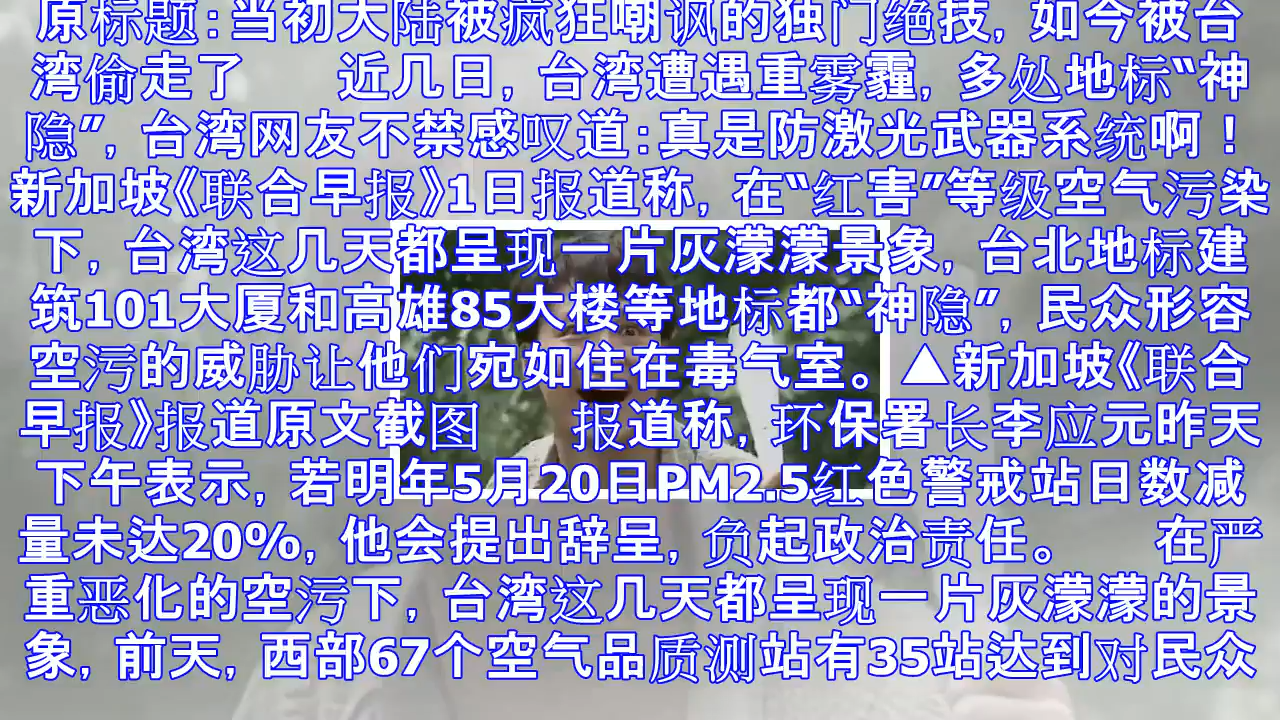 原标题:当初大陆被疯狂嘲讽的独门绝技, 如今被台
湾偷走了　　近几日, 台湾遭遇重雾霾, 多处地标“神
隐”, 台湾网友不禁感叹道:真是防激光武器系统啊！
新加坡《联合早报》1日报道称, 在“红害”等级空气污染
下, 台湾这几天都呈现一片灰濛濛景象, 台北地标建
筑101大厦和高雄85大楼等地标都“神隐”, 民众形容
空污的威胁让他们宛如住在毒气室。▲新加坡《联合
早报》报道原文截图　　报道称, 环保署长李应元昨天
下午表示, 若明年5月20日PM2.5红色警戒站日数减
量未达20%, 他会提出辞呈, 负起政治责任。　　在严
重恶化的空污下, 台湾这几天都呈现一片灰濛濛的景
象, 前天, 西部67个空气品质测站有35站达到对民众